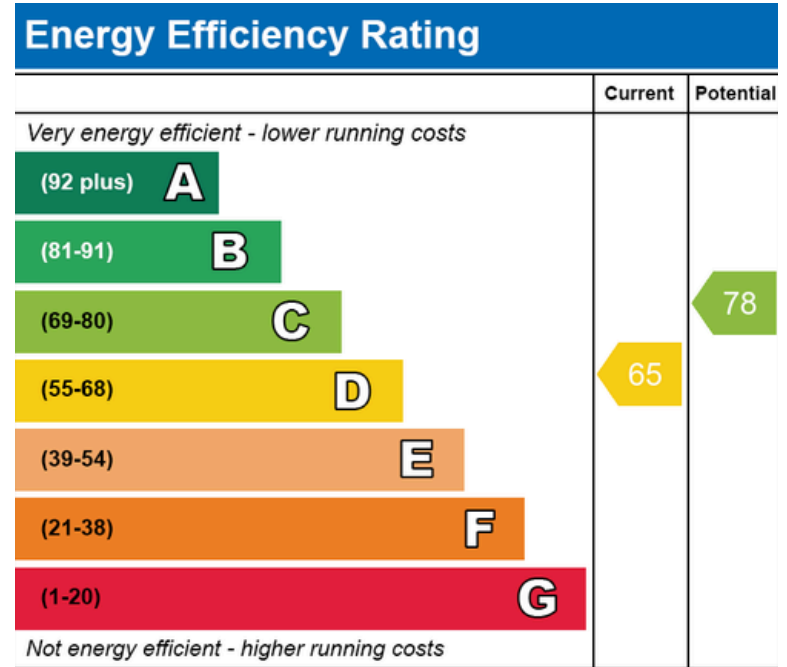 Energy Efficiency Rating
Current Potential
Very energy efficient - lower running costs
(92 plus) A
(81-91) B
(69-80) C
78
(55-68) D
65
(39-54) E
(21-38) F
(1-20) G
Not energy efficient - higher running costs